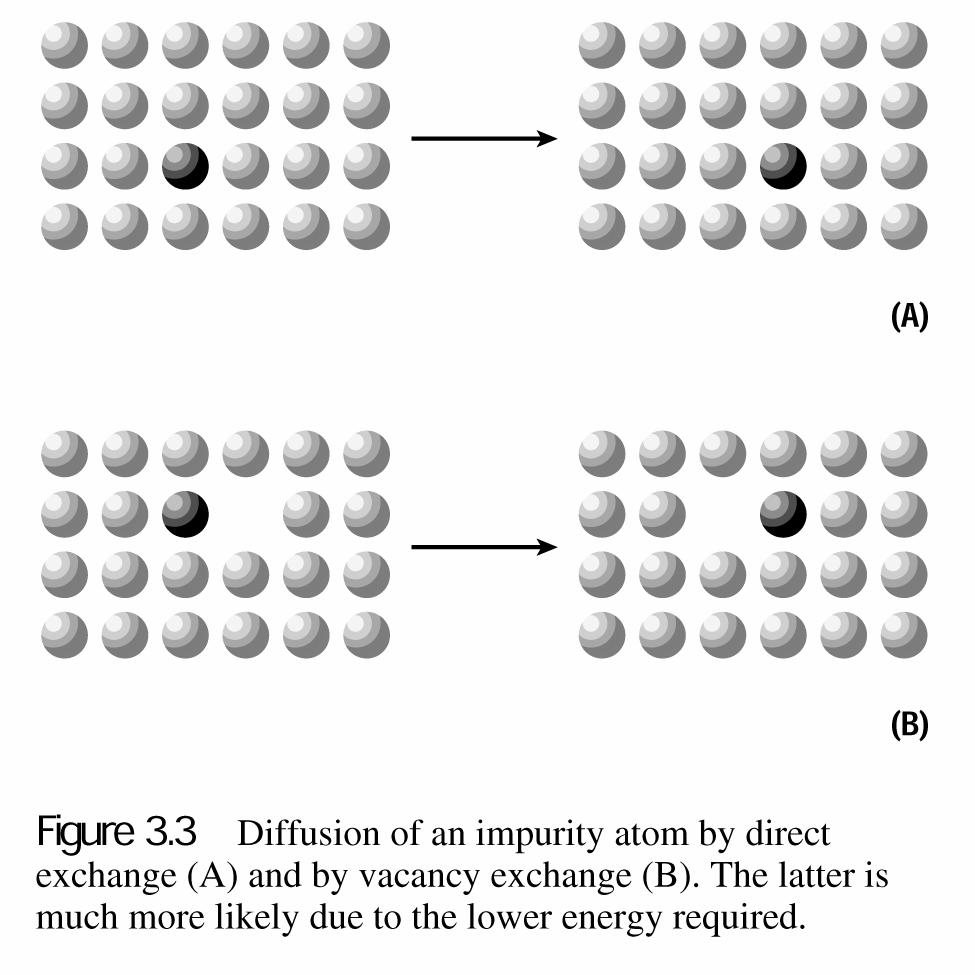 (A)
(B)
Figure 3.3 Diffusion of an impurity atom by direct
exchange (A) and by vacancy exchange (B). The latter is
much more likely due to the lower energy required.